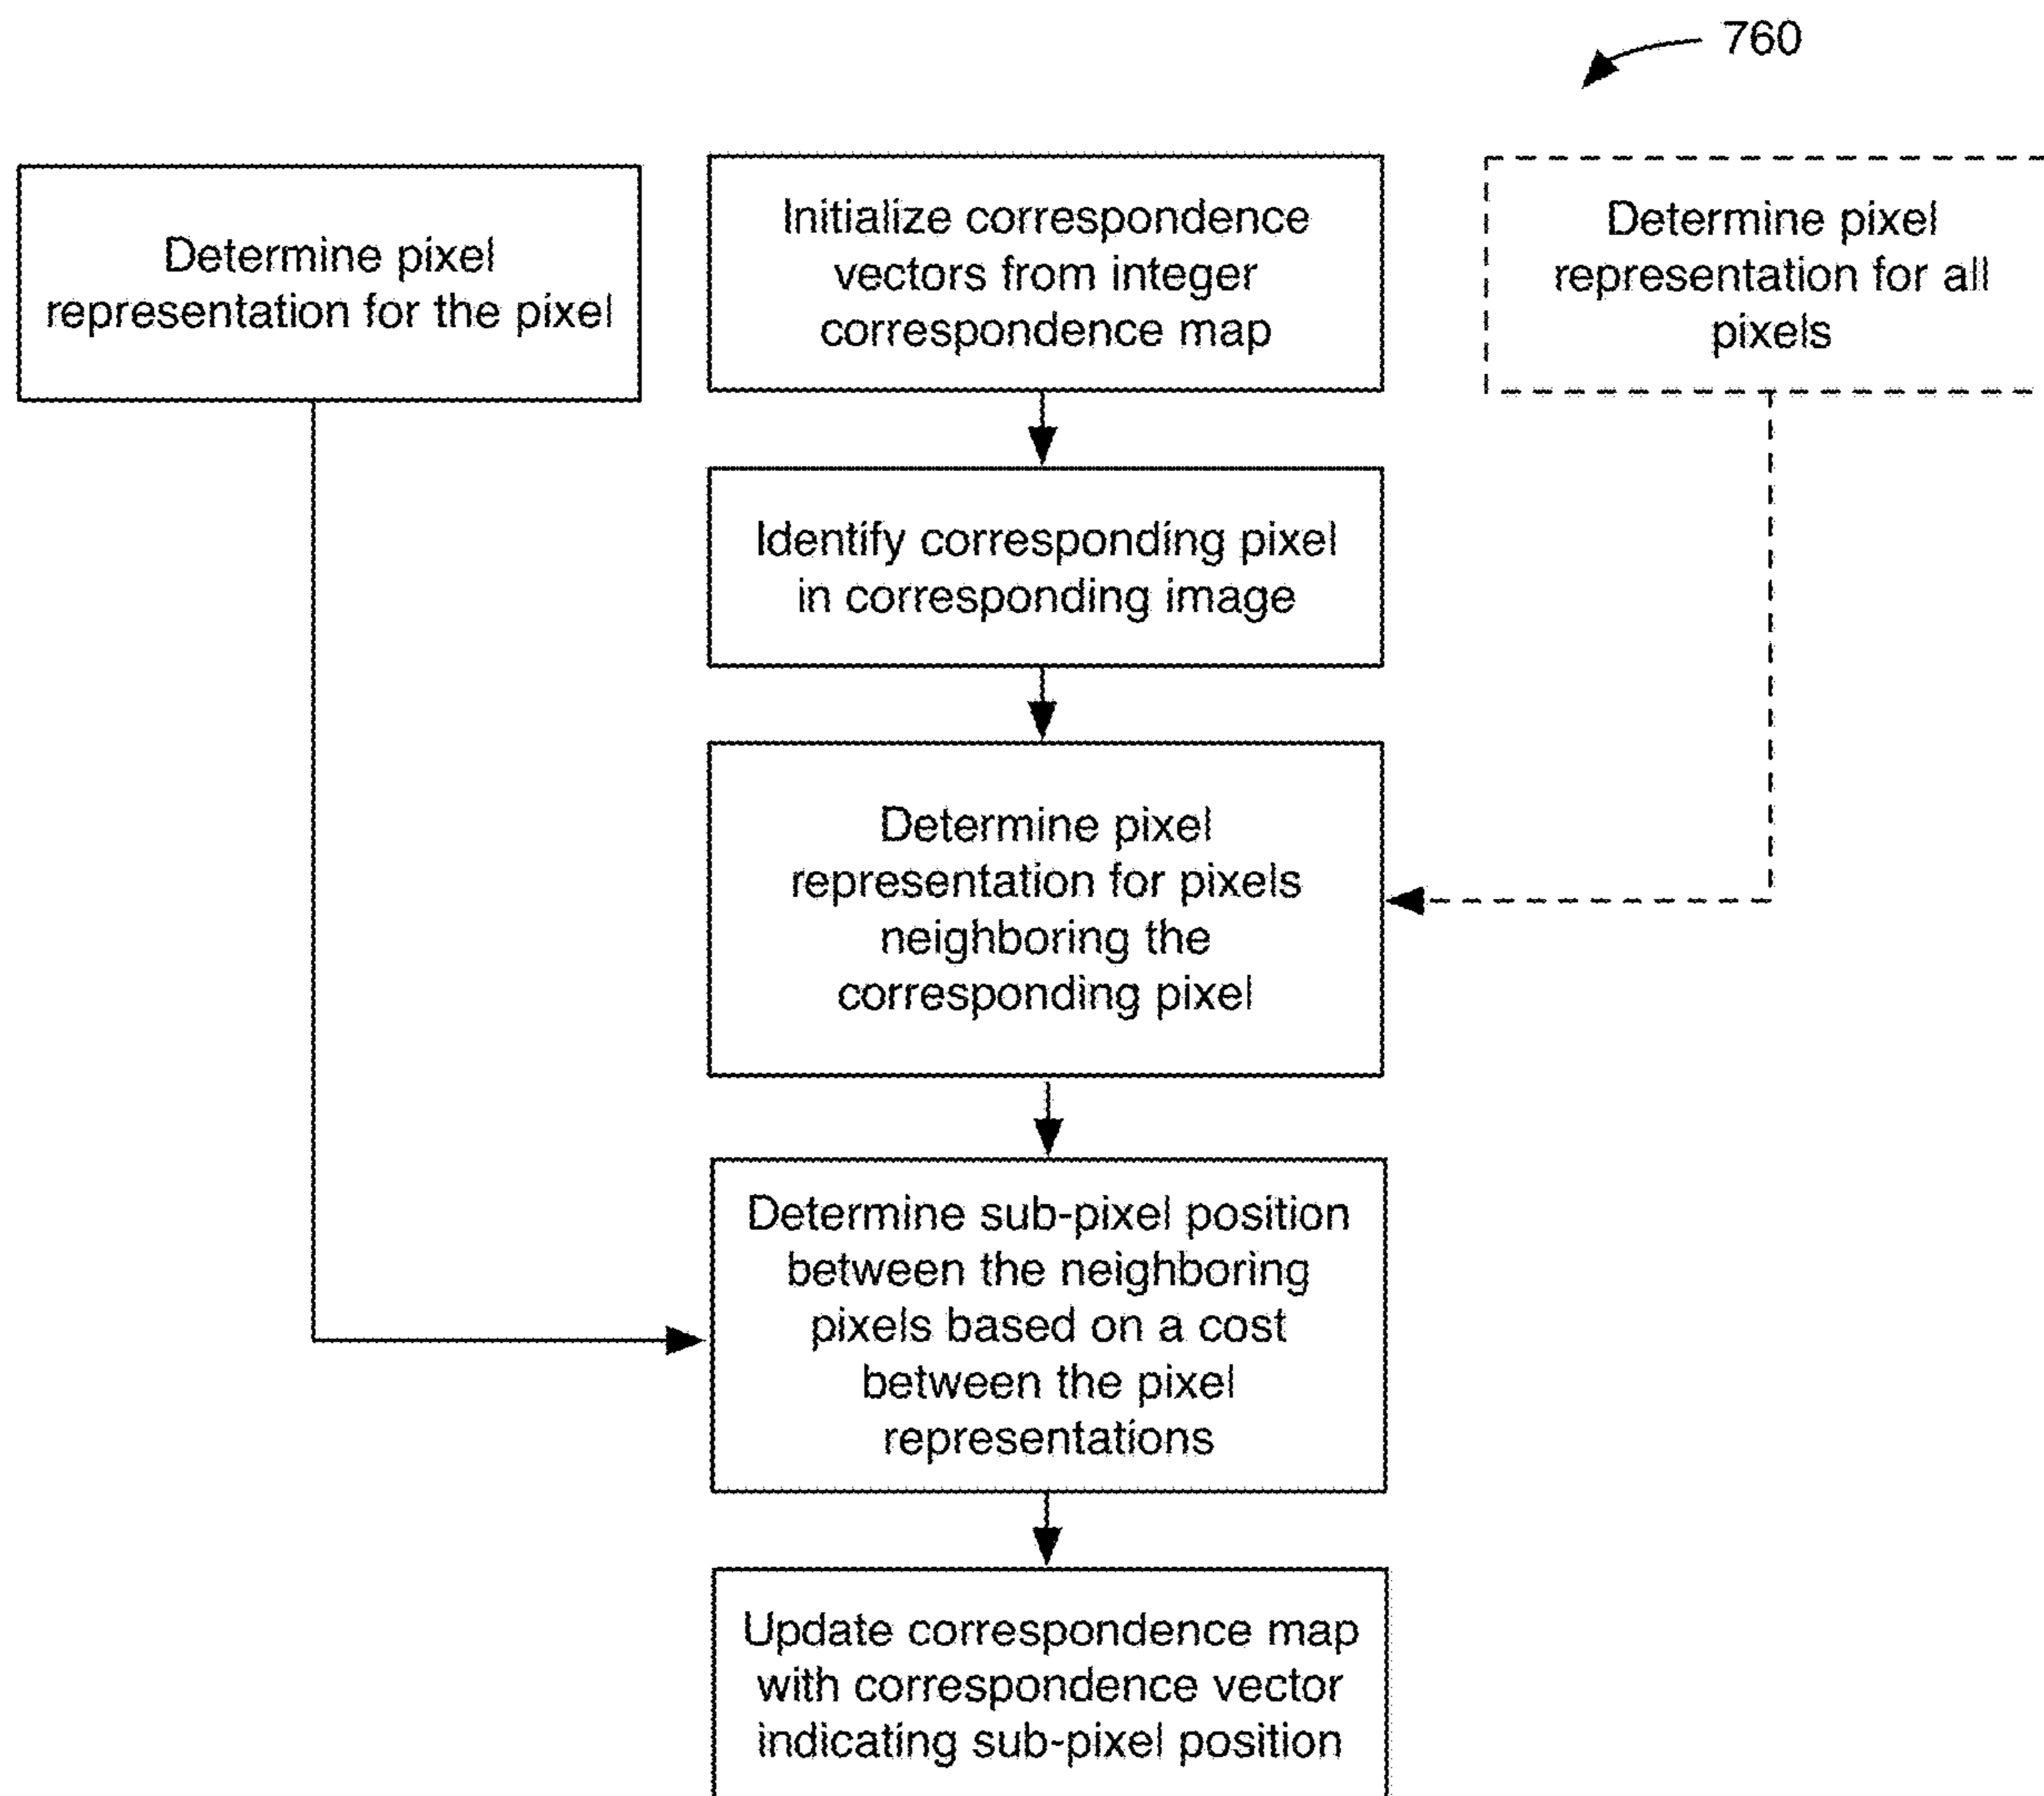 760
Determine pixel
representation for the pixel
Initialize correspondence
vectors from integer
correspondence map
Determine pixel
representation for all
pixels
Identify corresponding pixel
in corresponding image
Determine pixel
representation for pixels
neighboring the
corresponding pixel
Determine sub-pixel position
between the neighboring
pixels based on a cost
between the pixel
representations
Update correspondence map
with correspondence vector
indicating sub-pixel position